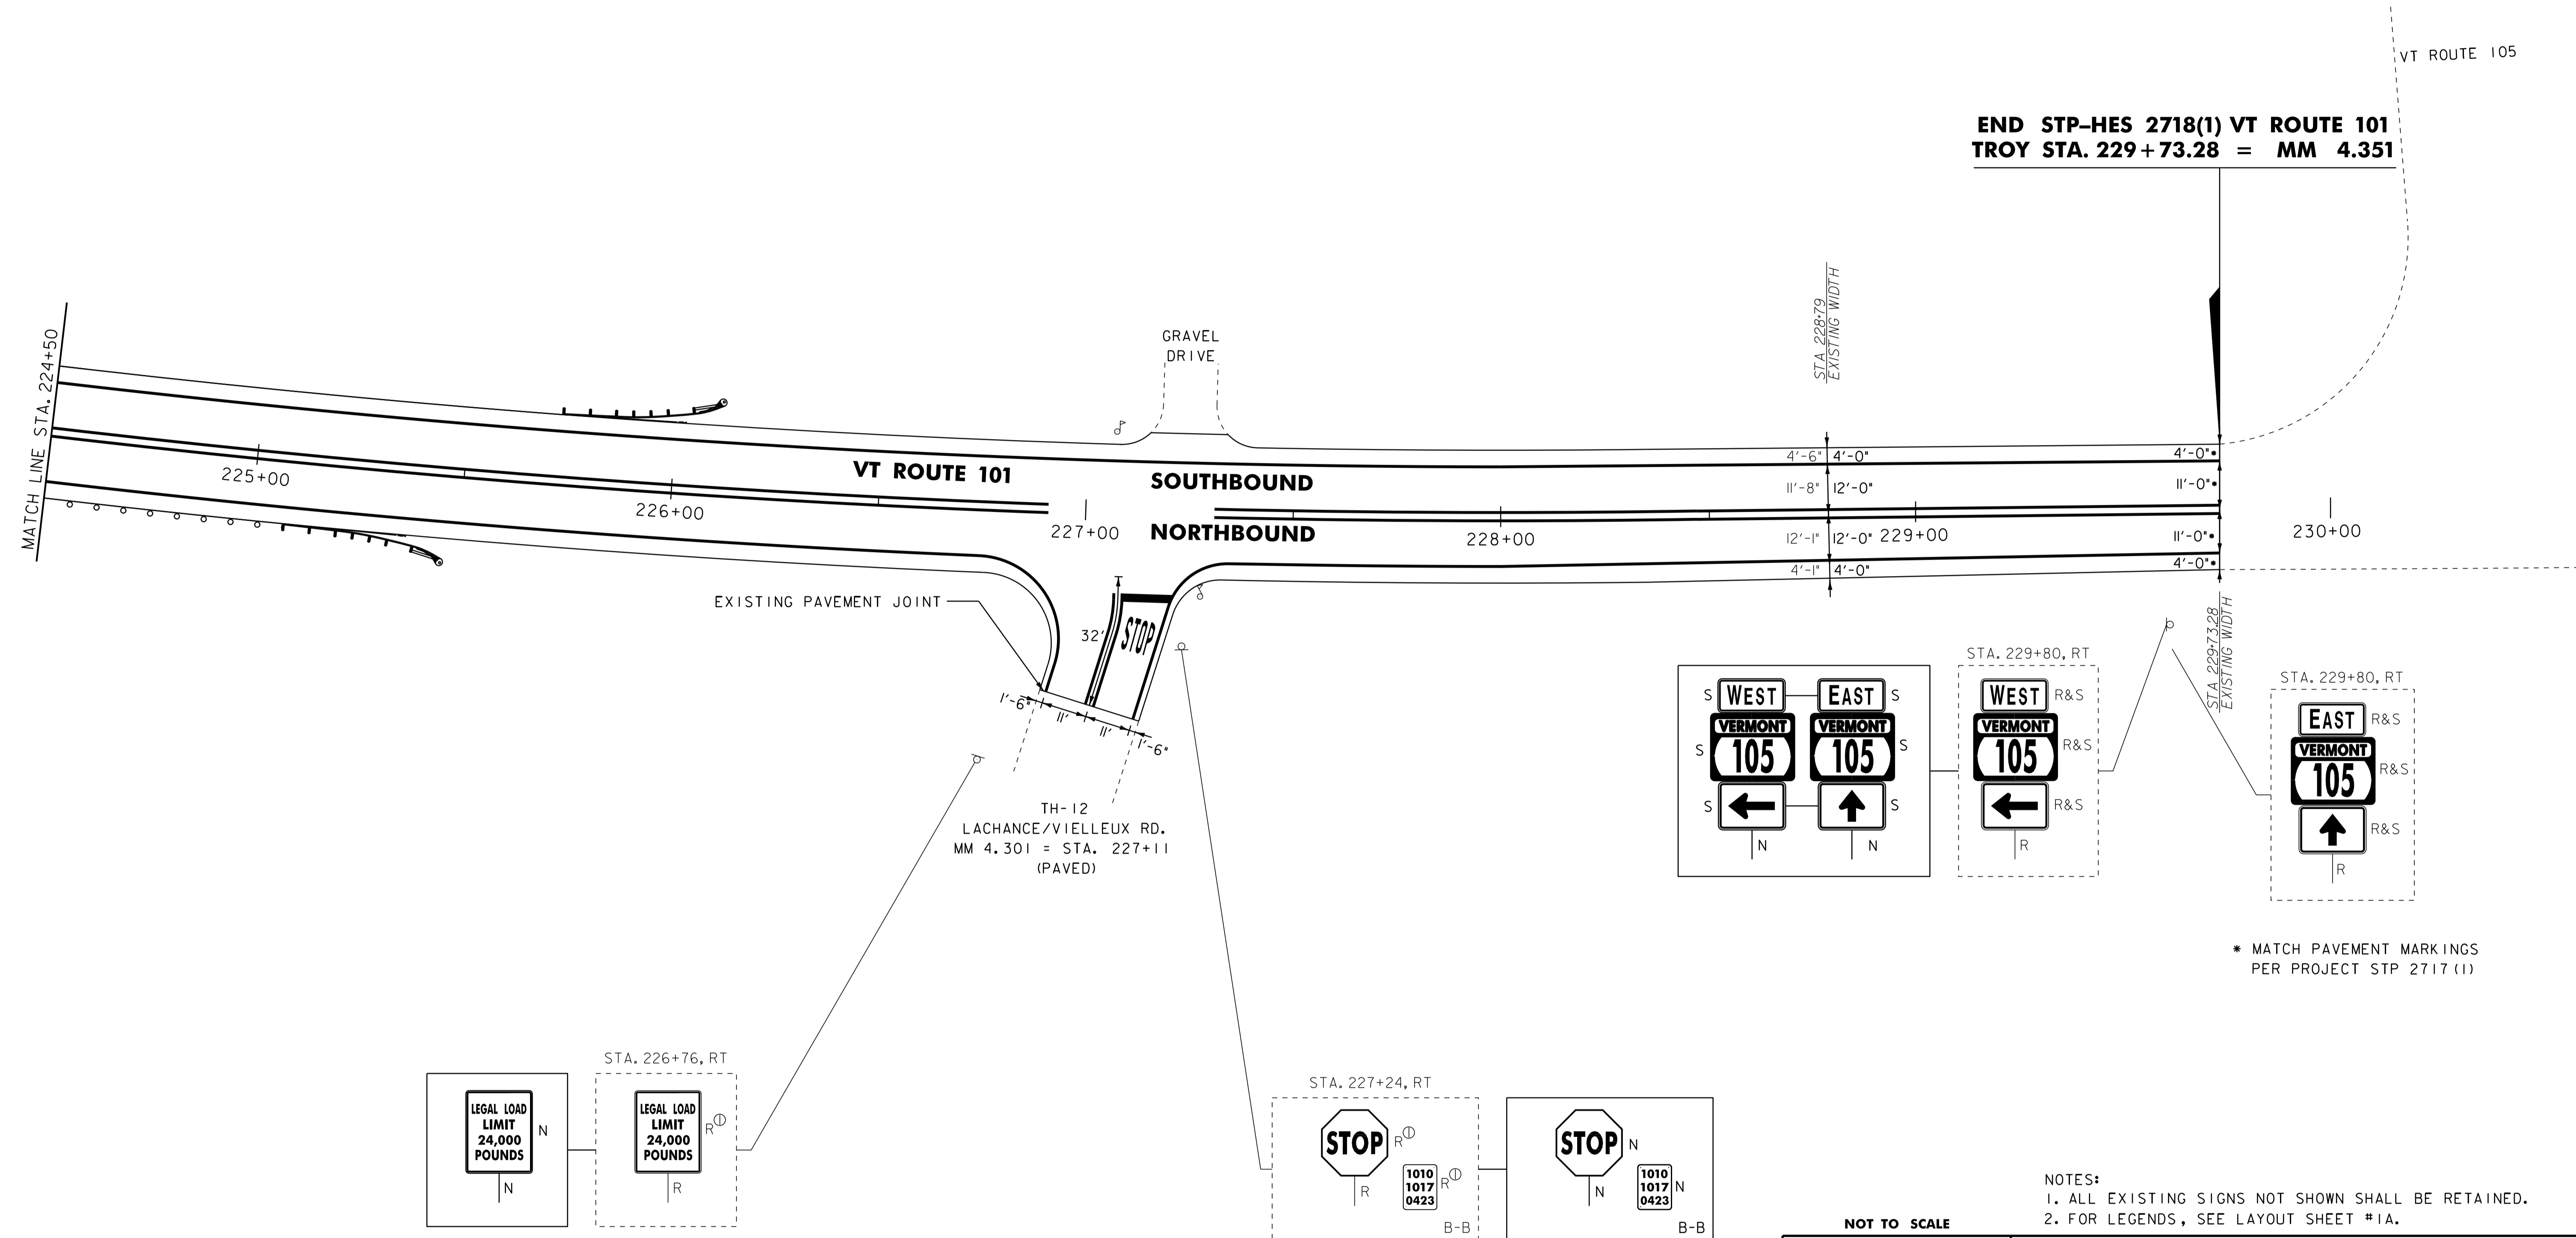 VT ROUTE 105
END STP–HES 2718(1) VT ROUTE 101
TROY STA. 229+73.28 = MM 4.351
MATCH LINE STA. 224+50
GRAVEL
DRIVE
STA 228+79
EXISTING WIDTH
225+00
226+00
VT ROUTE 101
227+00
SOUTHBOUND
NORTHBOUND
228+00
4'-6" 4'-0"
11'-8" 12'-0"
12'-1" 12'-0"
4'-1" 4'-0"
229+00
4'-0"*
11'-0"*
11'-0"*
4'-0"*
230+00
STA 229+73.28
EXISTING WIDTH
EXISTING PAVEMENT JOINT
32'
STOP
1'-6"
11'
11'
1'-6"
TH-12
LACHANCE/VIELLEUX RD.
MM 4.301 = STA. 227+11
(PAVED)
S WEST EAST S
S VERMONT 105 VERMONT 105 S
S S
N N
STA. 229+80, RT
WEST R&S
VERMONT
105 R&S
R&S
R
STA. 229+80, RT
EAST R&S
VERMONT
105 R&S
R&S
R
* MATCH PAVEMENT MARKINGS
PER PROJECT STP 2717(1)
LEGAL LOAD
LIMIT
24,000
POUNDS
N
N
STA. 226+76, RT
LEGAL LOAD
LIMIT
24,000
POUNDS
R①
R
STA. 227+24, RT
STOP R①
R
1010
1017
0423
R①
B-B
STOP N
N
1010
1017
0423
N
B-B
NOT TO SCALE
NOTES:
1. ALL EXISTING SIGNS NOT SHOWN SHALL BE RETAINED.
2. FOR LEGENDS, SEE LAYOUT SHEET #1A.